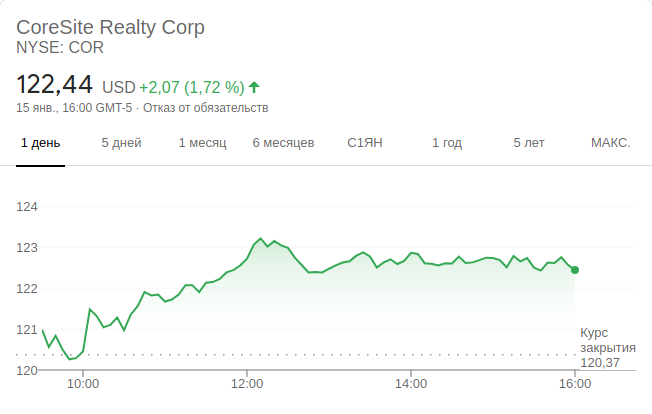 CoreSite Realty Corp
NYSE: COR
122,44 USD +2,07 (1,72 %)
15 янв., 16:00 GMT-5 · Отказ от обязательств
1 день 5 дней 1 месяц 6 месяцев С1ЯН 1 год 5 лет МАКС.
124
123
122
121
120
Курс
закрытия
120,37
10:00 12:00 14:00 16:00